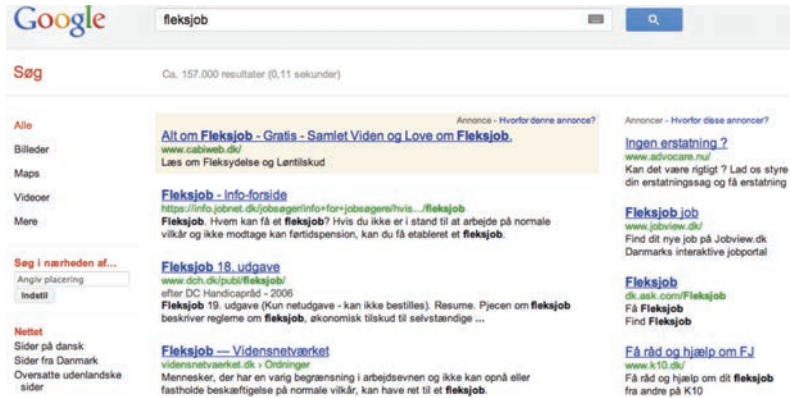 Google
fleksjob
Søg
Ca. 157.000 resultater (0,11 sekunder)
Alle
Billeder
Maps
Videoer
Mere
Søg i nærheden af...
Angiv placering
Indstil
Nettet
Sider på dansk
Sider fra Danmark
Oversatte udenlandske
sider
Annonce - Hvorfor denne annonce?
Alt om Fleksjob - Gratis - Samlet Viden og Love om Fleksjob.
www.cabiweb.dk/
Læs om Fleksydelse og Løntilskud
Fleksjob - Info-forside
https://info.jobnet.dk/jobsøger/info+for+jobsøgere/hvis.../fleksjob
Fleksjob. Hvem kan få et fleksjob? Hvis du ikke er i stand til at arbejde på normale
vilkår og ikke modtage kan førtidspension, kan du få etableret et fleksjob.
Fleksjob 18. udgave
www.dch.dk/publ/fleksjob/
efter DC Handicapråd - 2006
Fleksjob 19. udgave (Kun netudgave - kan ikke bestilles). Resume. Pjecen om fleksjob
beskriver reglerne om fleksjob, økonomisk tilskud til selvstændige ...
Fleksjob — Vidensnetværket
vidensnetvaerket.dk › Ordninger
Mennesker, der har en varig begrænsning i arbejdsevnen og ikke kan opnå eller
fastholde beskæftigelse på normale vilkår, kan have ret til et fleksjob.
Annoncer - Hvorfor disse annoncer?
Ingen erstatning ?
www.advocare.nu/
Kan det være rigtigt ? Lad os styre
din erstatningssag og få erstatning
Fleksjob job
www.jobview.dk/
Find dit nye job på Jobview.dk
Danmarks interaktive jobportal
Fleksjob
dk.ask.com/Fleksjob
Få Fleksjob
Find Fleksjob
Få råd og hjælp om FJ
www.k10.dk/
Få råd og hjælp om dit fleksjob
fra andre på K10